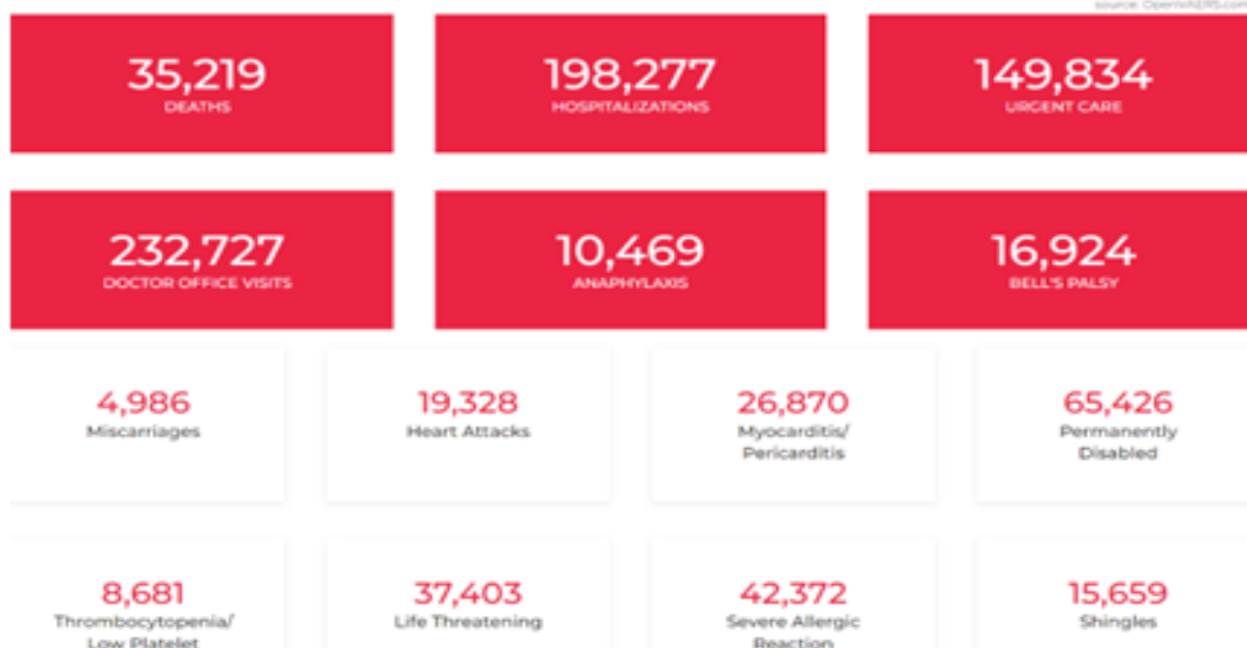 source: OpenVAERS.com
35,219
DEATHS
198,277
HOSPITALIZATIONS
149,834
URGENT CARE
232,727
DOCTOR OFFICE VISITS
10,469
ANAPHYLAXIS
16,924
BELL'S PALSY
4,986
Miscarriages
19,328
Heart Attacks
26,870
Myocarditis/
Pericarditis
65,426
Permanently
Disabled
8,681
Thrombocytopenia/
Low Platelet
37,403
Life Threatening
42,372
Severe Allergic
Reaction
15,659
Shingles